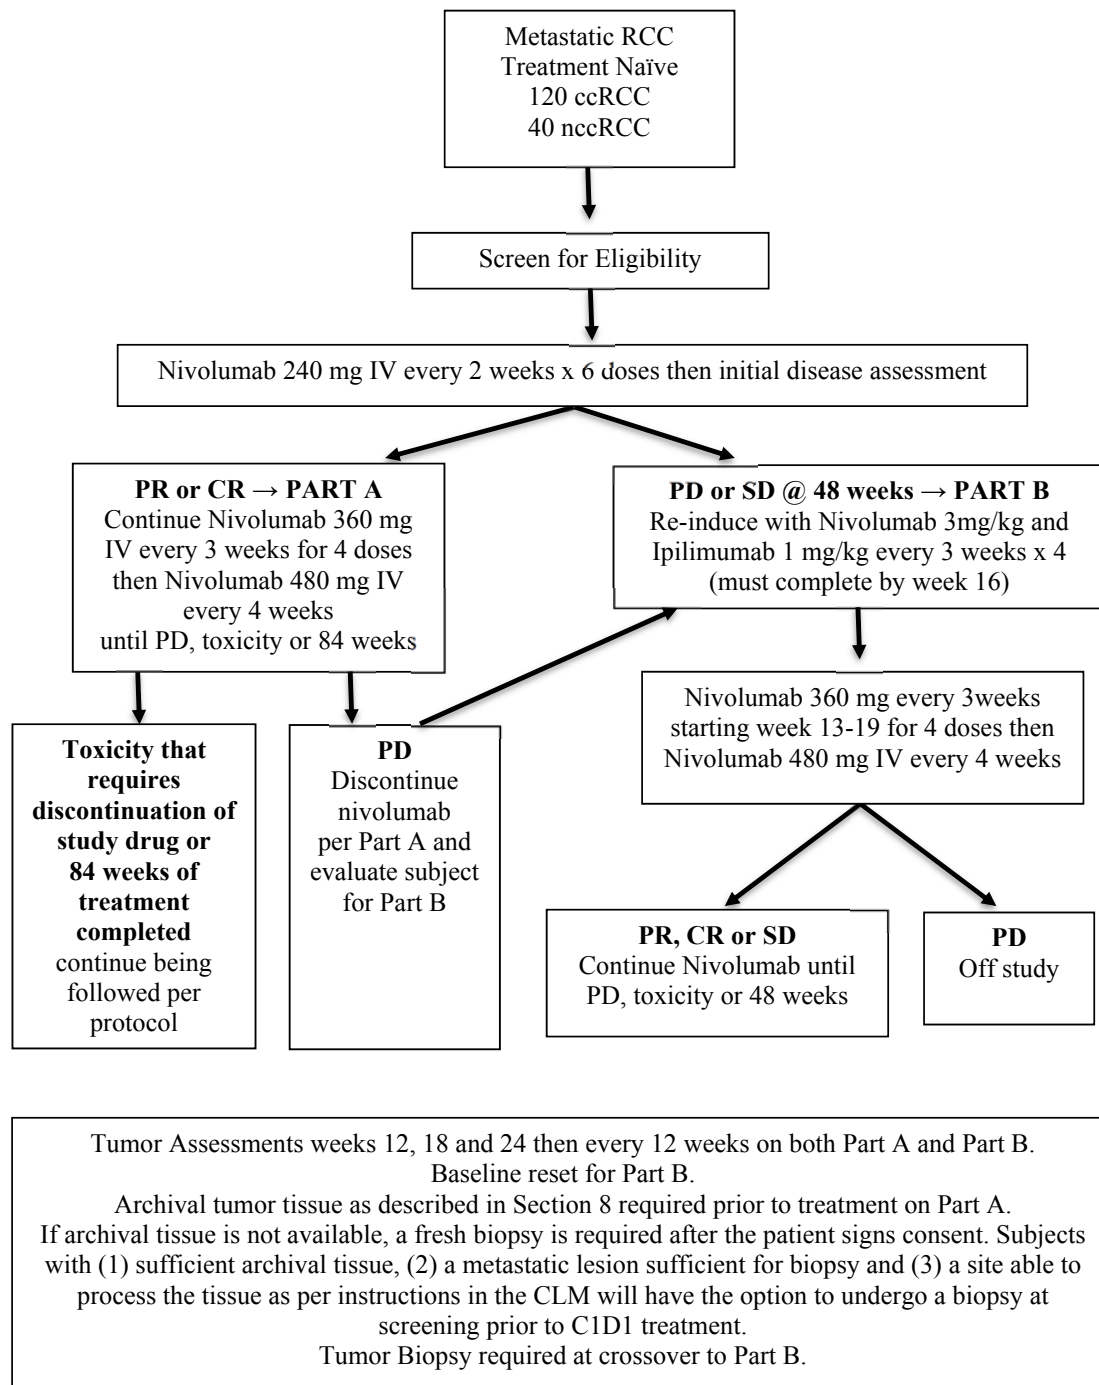 Metastatic RCC
Treatment Naïve
120 ccRCC
40 nccRCC
Screen for Eligibility
Nivolumab 240 mg IV every 2 weeks x 6 doses then initial disease assessment
PR or CR → PART A
Continue Nivolumab 360 mg
IV every 3 weeks for 4 doses
then Nivolumab 480 mg IV
every 4 weeks
until PD, toxicity or 84 weeks
PD or SD @ 48 weeks → PART B
Re-induce with Nivolumab 3mg/kg and
Ipilimumab 1 mg/kg every 3 weeks x 4
(must complete by week 16)
Nivolumab 360 mg every 3weeks
starting week 13-19 for 4 doses then
Nivolumab 480 mg IV every 4 weeks
Toxicity that
requires
discontinuation of
study drug or
84 weeks of
treatment
completed
continue being
followed per
protocol
PD
Discontinue
nivolumab
per Part A and
evaluate subject
for Part B
PR, CR or SD
Continue Nivolumab until
PD, toxicity or 48 weeks
PD
Off study
Tumor Assessments weeks 12, 18 and 24 then every 12 weeks on both Part A and Part B.
Baseline reset for Part B.
Archival tumor tissue as described in Section 8 required prior to treatment on Part A.
If archival tissue is not available, a fresh biopsy is required after the patient signs consent. Subjects
with (1) sufficient archival tissue, (2) a metastatic lesion sufficient for biopsy and (3) a site able to
process the tissue as per instructions in the CLM will have the option to undergo a biopsy at
screening prior to C1D1 treatment.
Tumor Biopsy required at crossover to Part B.